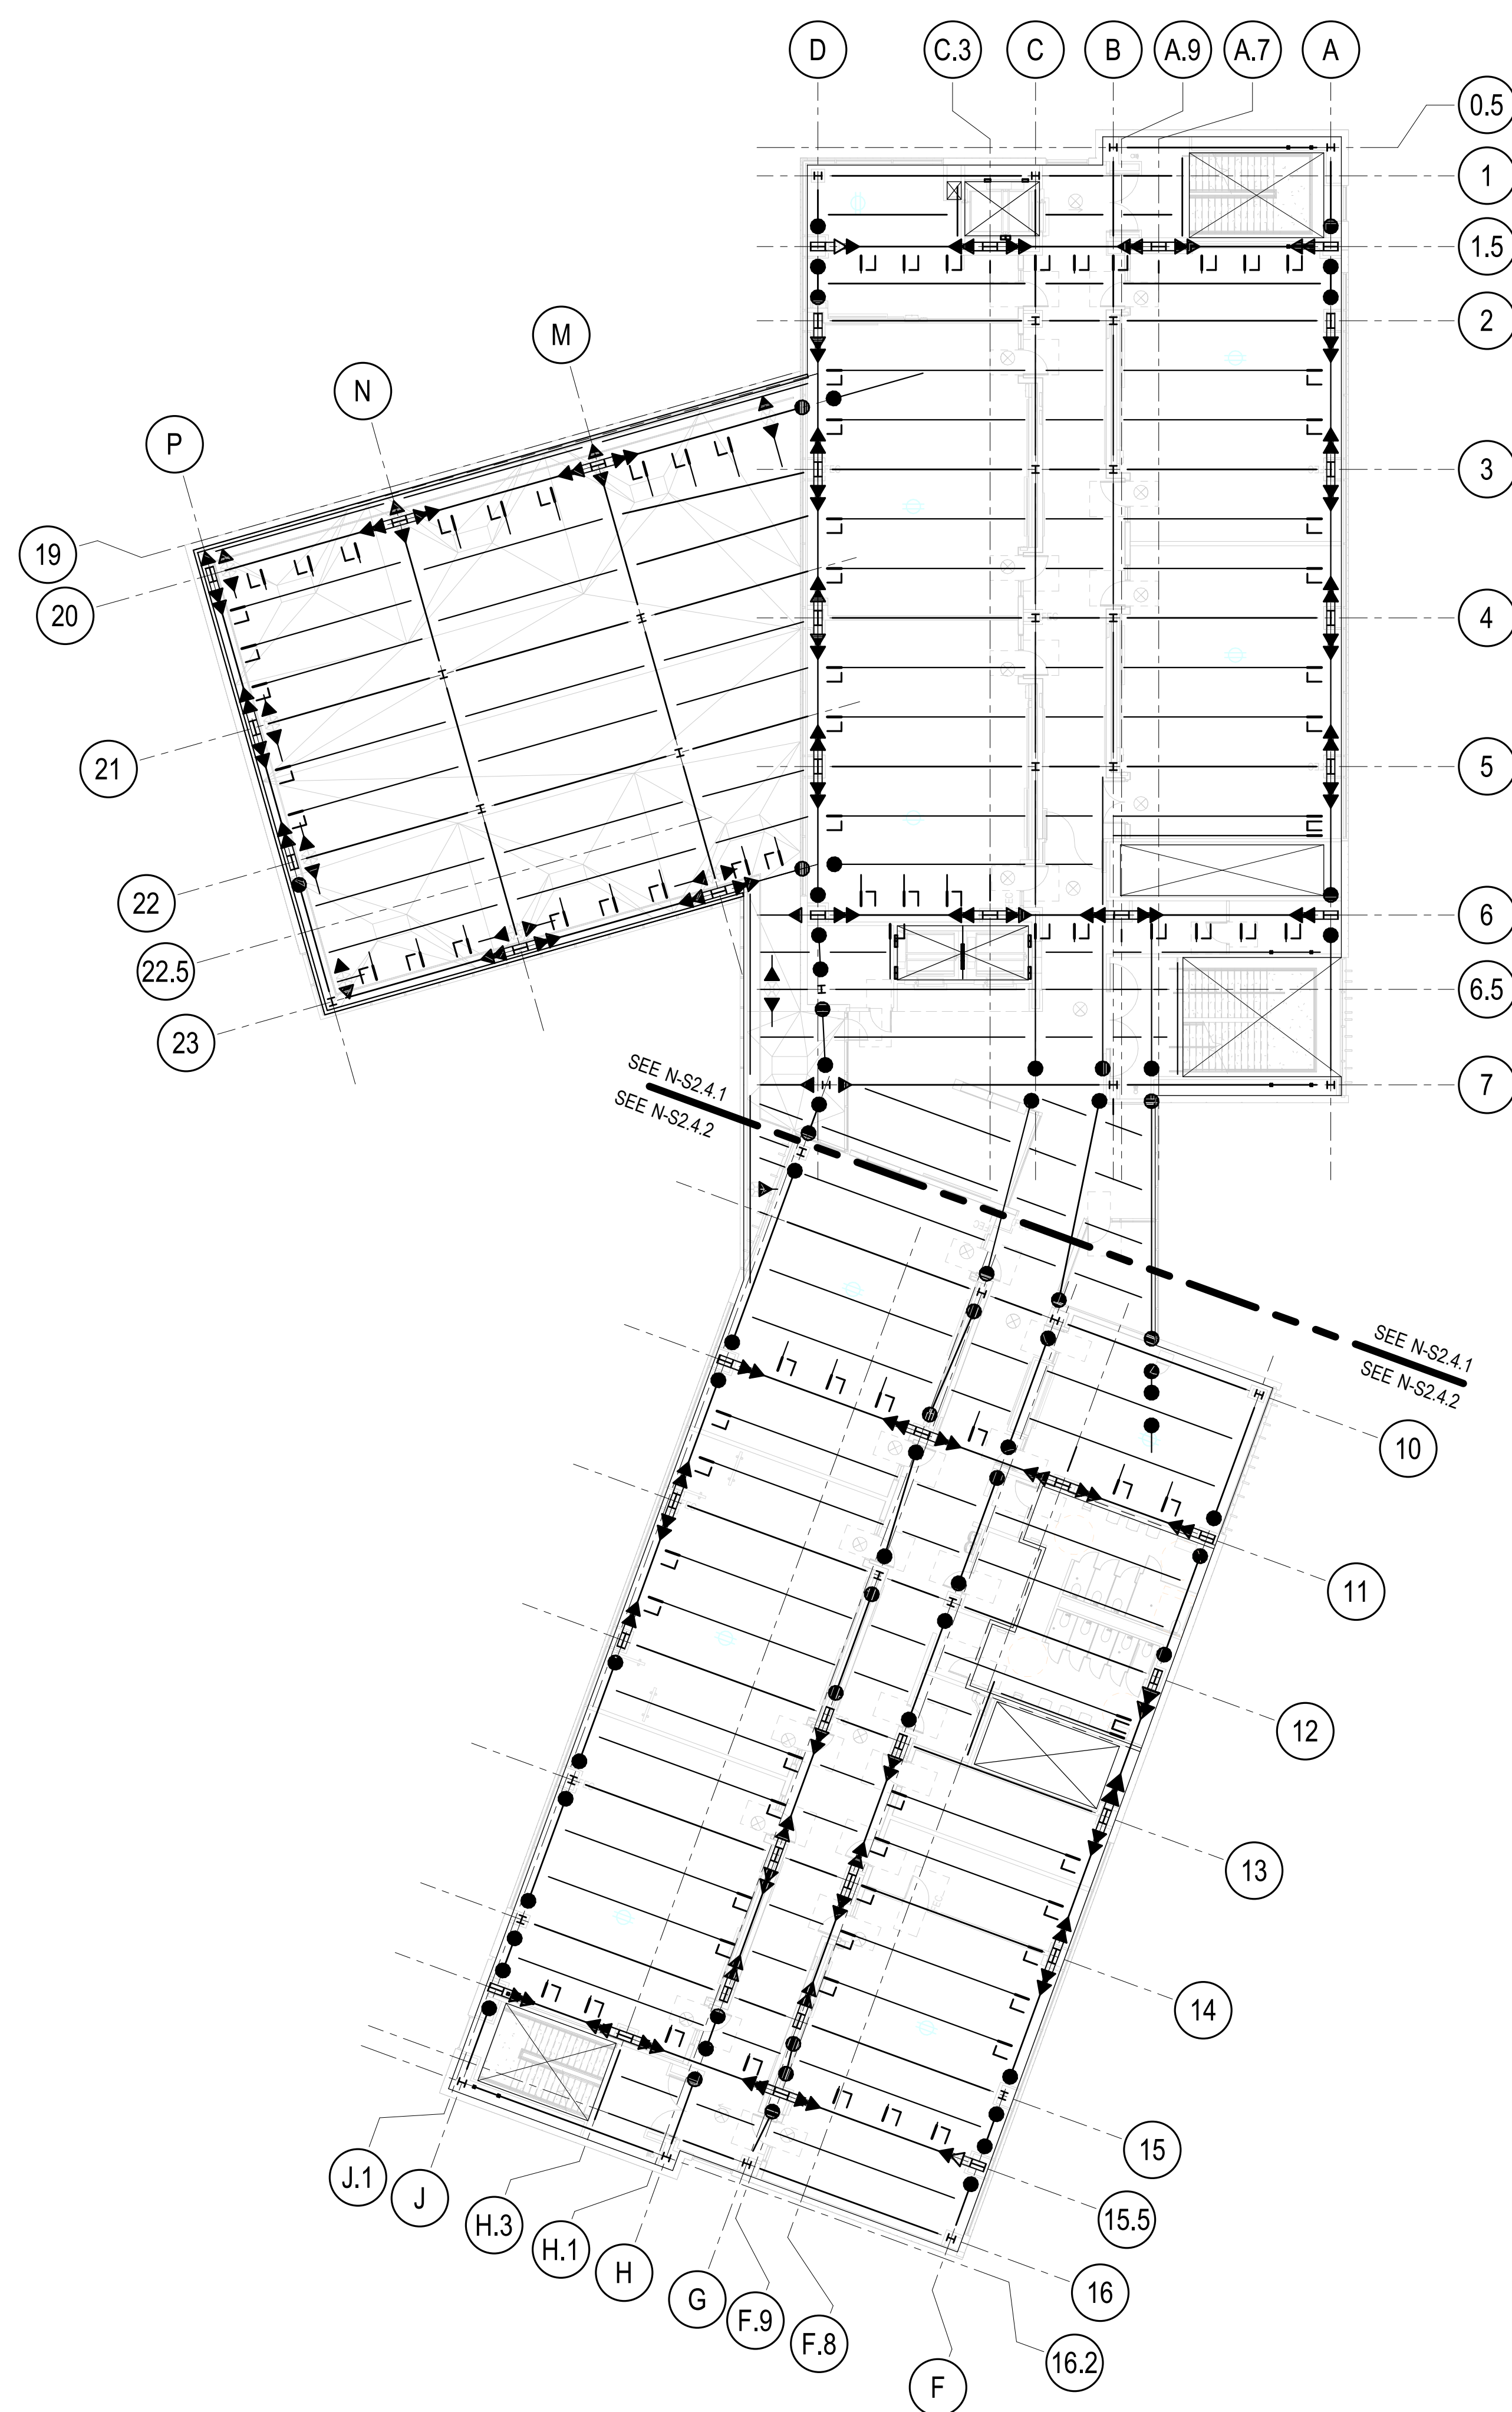 D
C.3
C
B
A.9
A.7
A
0.5
1
1.5
2
M
N
P
3
19
20
4
21
5
22
6
22.5
6.5
23
7
SEE N-S2.4.1
SEE N-S2.4.2
SEE N-S2.4.1
SEE N-S2.4.2
10
11
12
13
14
15
J.1
J
H.3
15.5
H.1
H
16
G
F.9
F.8
16.2
F